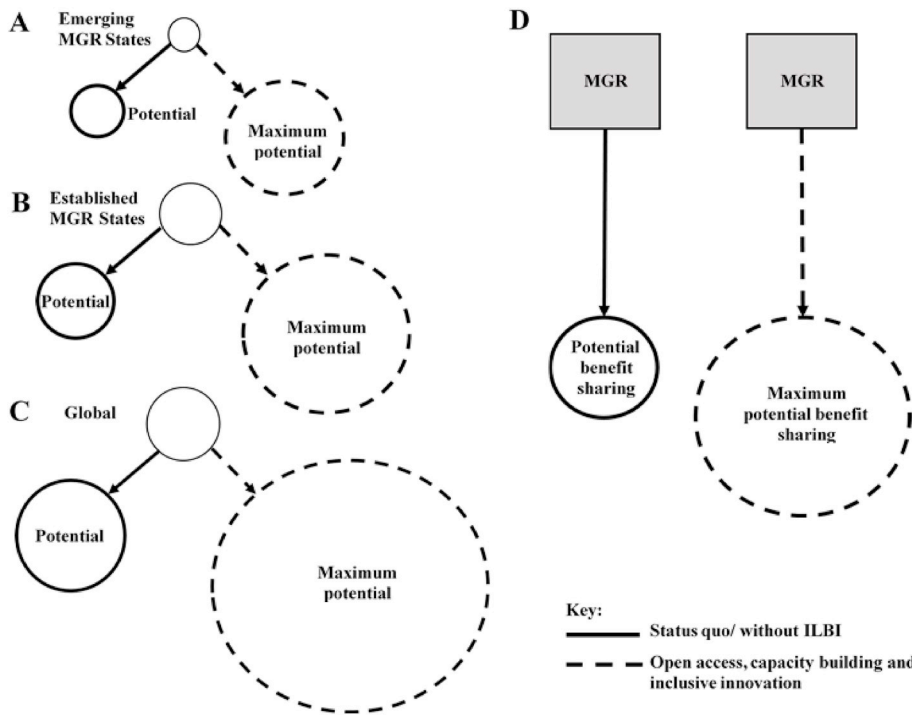 A
Emerging
MGR States
Potential
Maximum
potential
B
Established
MGR States
Potential
Maximum
potential
C
Global
Potential
Maximum
potential
D
MGR
MGR
Potential
benefit
sharing
Maximum
potential benefit
sharing
Key:
Status quo/ without ILBI
Open access, capacity building and
inclusive innovation